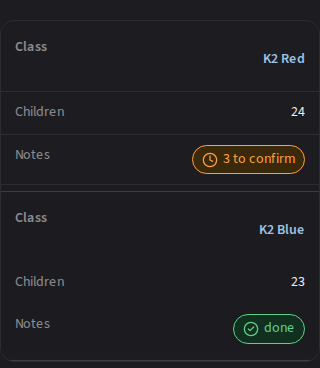 Class
K2 Red
Children
24
Notes
3 to confirm
Class
K2 Blue
Children
23
Notes
done